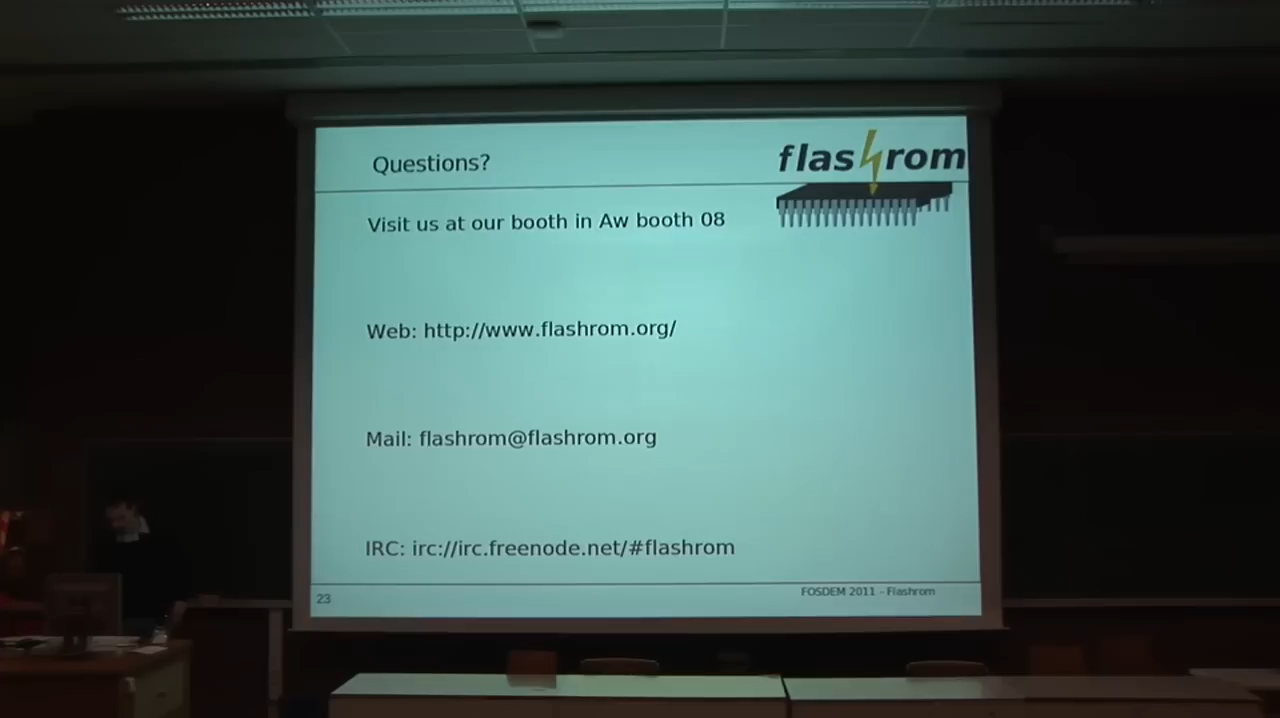 Questions?
flashrom
Visit us at our booth in Aw booth 08
Web: http://www.flashrom.org/
Mail: flashrom@flashrom.org
IRC: irc://irc.freenode.net/#flashrom
23
FOSDEM 2011 - Flashrom